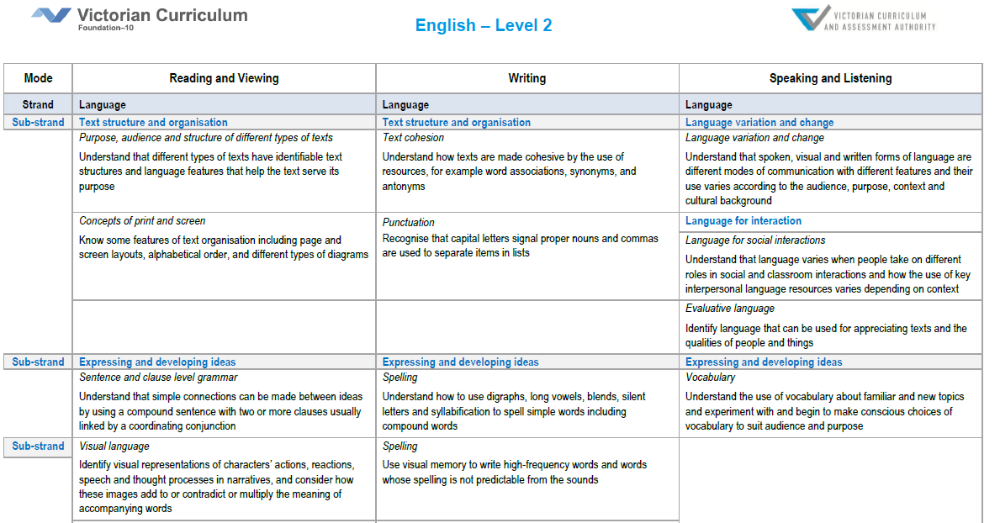 Victorian Curriculum
Foundation–10
English – Level 2
VICTORIAN CURRICULUM
AND ASSESSMENT AUTHORITY
Mode
Reading and Viewing
Writing
Speaking and Listening
Strand
Language
Language
Language
Sub-strand
Text structure and organisation
Text structure and organisation
Language variation and change
Purpose, audience and structure of different types of texts
Understand that different types of texts have identifiable text
structures and language features that help the text serve its
purpose
Text cohesion
Understand how texts are made cohesive by the use of
resources, for example word associations, synonyms, and
antonyms
Language variation and change
Understand that spoken, visual and written forms of language are
different modes of communication with different features and their
use varies according to the audience, purpose, context and
cultural background
Concepts of print and screen
Know some features of text organisation including page and
screen layouts, alphabetical order, and different types of diagrams
Punctuation
Recognise that capital letters signal proper nouns and commas
are used to separate items in lists
Language for interaction
Language for social interactions
Understand that language varies when people take on different
roles in social and classroom interactions and how the use of key
interpersonal language resources varies depending on context
Evaluative language
Identify language that can be used for appreciating texts and the
qualities of people and things
Sub-strand
Expressing and developing ideas
Expressing and developing ideas
Expressing and developing ideas
Sentence and clause level grammar
Understand that simple connections can be made between ideas
by using a compound sentence with two or more clauses usually
linked by a coordinating conjunction
Spelling
Understand how to use digraphs, long vowels, blends, silent
letters and syllabification to spell simple words including
compound words
Vocabulary
Understand the use of vocabulary about familiar and new topics
and experiment with and begin to make conscious choices of
vocabulary to suit audience and purpose
Sub-strand
Visual language
Identify visual representations of characters' actions, reactions,
speech and thought processes in narratives, and consider how
these images add to or contradict or multiply the meaning of
accompanying words
Spelling
Use visual memory to write high-frequency words and words
whose spelling is not predictable from the sounds